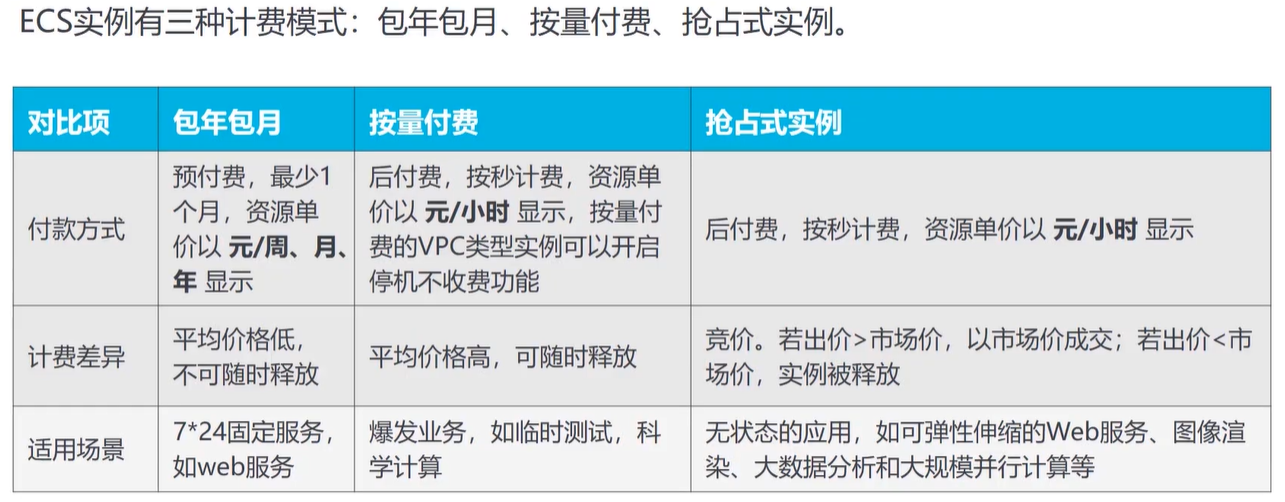 ECS实例有三种计费模式：包年包月、按量付费、抢占式实例。
对比项
包年包月
按量付费
抢占式实例
付款方式
预付费，最少1
个月，资源单
价以 元/周、月、
年 显示
后付费，按秒计费，资源单
价以 元/小时 显示，按量付
费的VPC类型实例可以开启
停机不收费功能
后付费，按秒计费，资源单价以 元/小时 显示
计费差异
平均价格低，
不可随时释放
平均价格高，可随时释放
竞价。若出价>市场价，以市场价成交；若出价<市
场价，实例被释放
适用场景
7*24固定服务，
如web服务
爆发业务，如临时测试，科
学计算
无状态的应用，如可弹性伸缩的Web服务、图像渲
染、大数据分析和大规模并行计算等